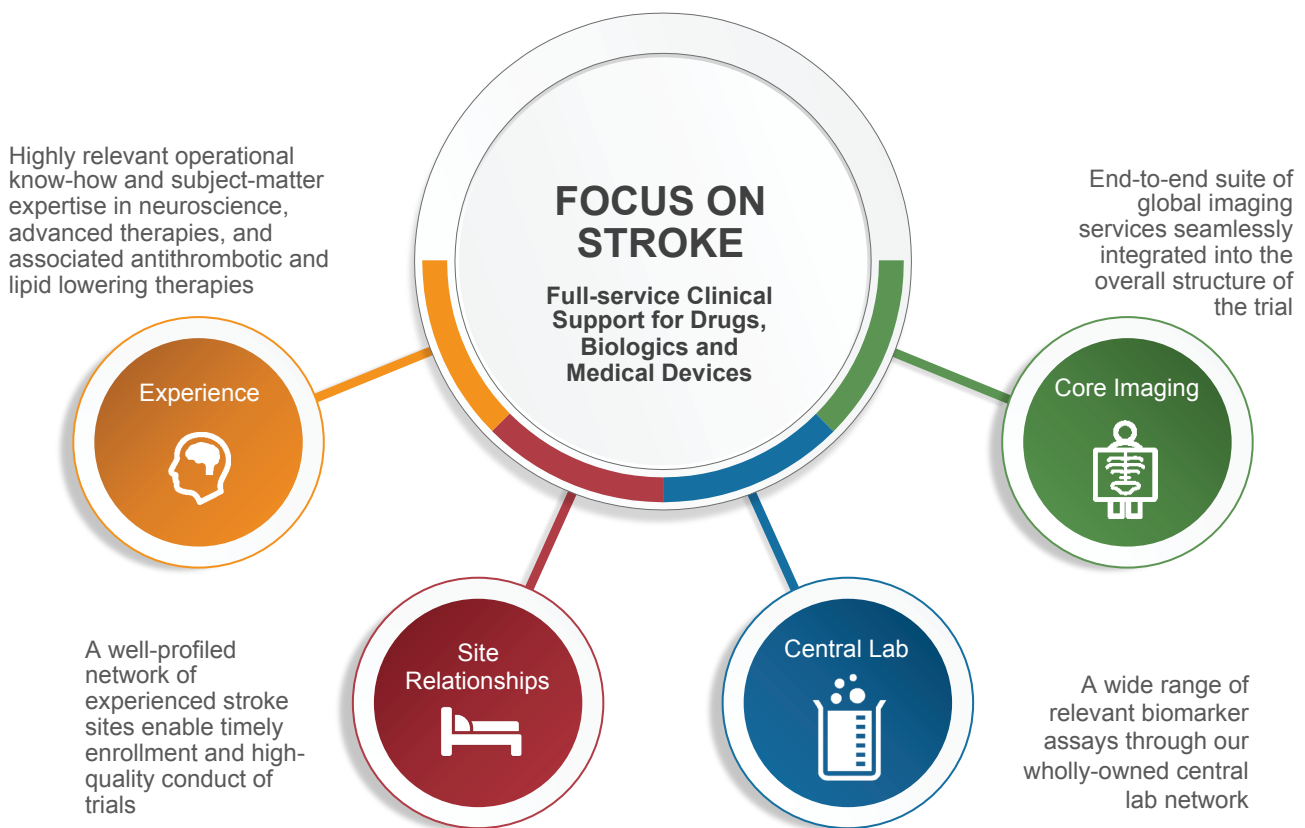 FOCUS ON
STROKE
Full-service Clinical
Support for Drugs,
Biologics and
Medical Devices
Highly relevant operational
know-how and subject-matter
expertise in neuroscience,
advanced therapies, and
associated antithrombotic and
lipid lowering therapies
Experience
A well-profiled
network of
experienced stroke
sites enable timely
enrollment and high-
quality conduct of
trials
Site
Relationships
Central Lab
A wide range of
relevant biomarker
assays through our
wholly-owned central
lab network
End-to-end suite of
global imaging
services seamlessly
integrated into the
overall structure of
the trial
Core Imaging